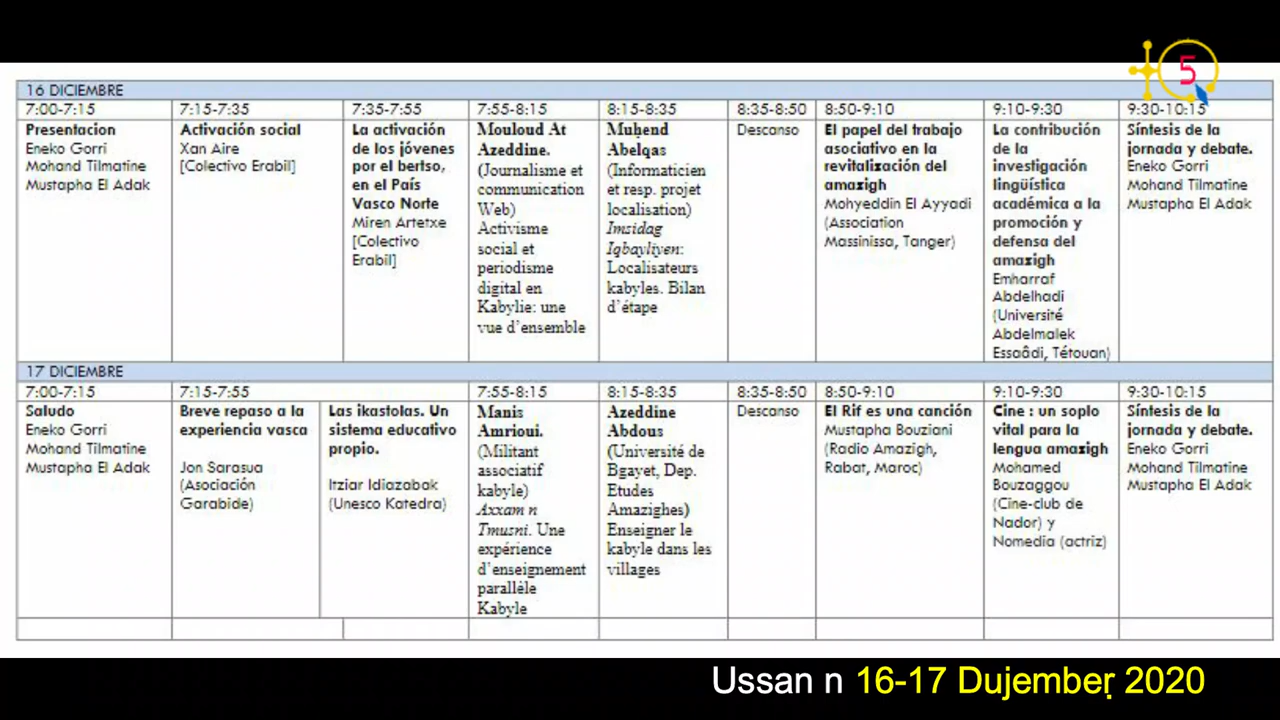 5
16 DICIEMBRE
7:00-7:15
7:15-7:35
7:35-7:55
7:55-8:15
8:15-8:35
8:35-8:50
8:50-9:10
9:10-9:30
9:30-10:15
Presentacion
Eneko Gorri
Mohand Tilmatine
Mustapha El Adak
Activación social
Xan Aire
[Colectivo Erabil]
La activación
de los jóvenes
por el bertso,
en el País
Vasco Norte
Miren Artetxe
[Colectivo
Erabil]
Mouloud At
Azeddine.
(Journalisme et
communication
Web)
Activisme
social et
periodisme
digital en
Kabylie: une
vue d’ensemble
Muḥend
Abelqas
(Informaticien
et resp. projet
localisation)
Imsidag
Iqbayliyen:
Localisateurs
kabyles. Bilan
d’étape
Descanso
El papel del trabajo
asociativo en la
revitalización del
amazigh
Mohyeddin El Ayyadi
(Association
Massinissa, Tanger)
La contribución
de la
investigación
lingüística
académica a la
promoción y
defensa del
amazigh
Emharraf
Abdelhadi
(Université
Abdelmalek
Essaâdi, Tétouan)
Síntesis de la
jornada y debate.
Eneko Gorri
Mohand Tilmatine
Mustapha El Adak
17 DICIEMBRE
7:00-7:15
7:15-7:55
7:55-8:15
8:15-8:35
8:35-8:50
8:50-9:10
9:10-9:30
9:30-10:15
Saludo
Eneko Gorri
Mohand Tilmatine
Mustapha El Adak
Breve repaso a la
experiencia vasca
Jon Sarasua
(Asociación
Garabide)
Las ikastolas. Un
sistema educativo
propio.
Itziar Idiazabak
(Unesco Katedra)
Manis
Amrioui.
(Militant
associatif
kabyle)
Axxam n
Tmusni. Une
expérience
d’enseignement
parallèle
Kabyle
Azeddine
Abdous
(Université de
Bgayet, Dep.
Etudes
Amazighes)
Enseigner le
kabyle dans les
villages
Descanso
El Rif es una canción
Mustapha Bouziani
(Radio Amazigh,
Rabat, Maroc)
Cine : un soplo
vital para la
lengua amazigh
Mohamed
Bouzaggou
(Cine-club de
Nador) y
Nomedia (actriz)
Síntesis de la
jornada y debate.
Eneko Gorri
Mohand Tilmatine
Mustapha El Adak
Ussan n 16-17 Dujembeṛ 2020